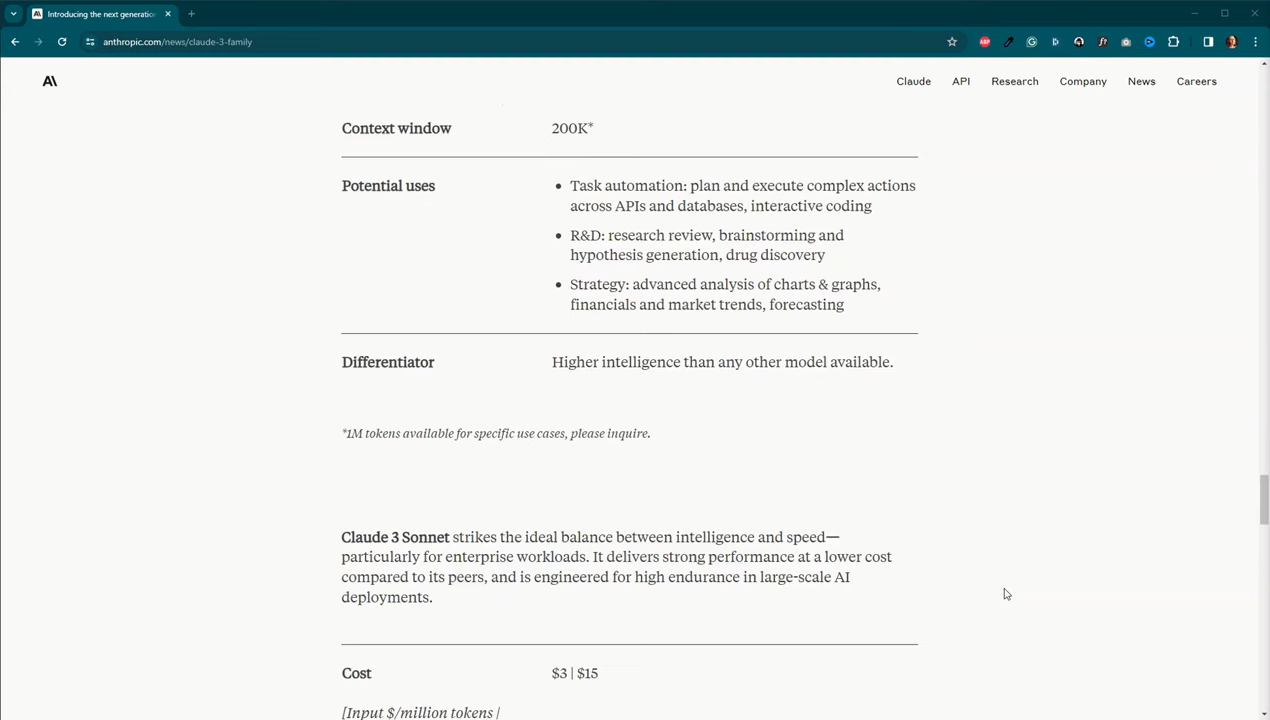 Introducing the next generatio
anthropic.com/news/claude-3-family
Claude API Research Company News Careers
Context window 200K*
Potential uses
• Task automation: plan and execute complex actions
across APIs and databases, interactive coding
• R&D: research review, brainstorming and
hypothesis generation, drug discovery
• Strategy: advanced analysis of charts & graphs,
financials and market trends, forecasting
Differentiator Higher intelligence than any other model available.
*1M tokens available for specific use cases, please inquire.
Claude 3 Sonnet strikes the ideal balance between intelligence and speed—
particularly for enterprise workloads. It delivers strong performance at a lower cost
compared to its peers, and is engineered for high endurance in large-scale AI
deployments.
Cost $3 | $15
[Input $/million tokens |